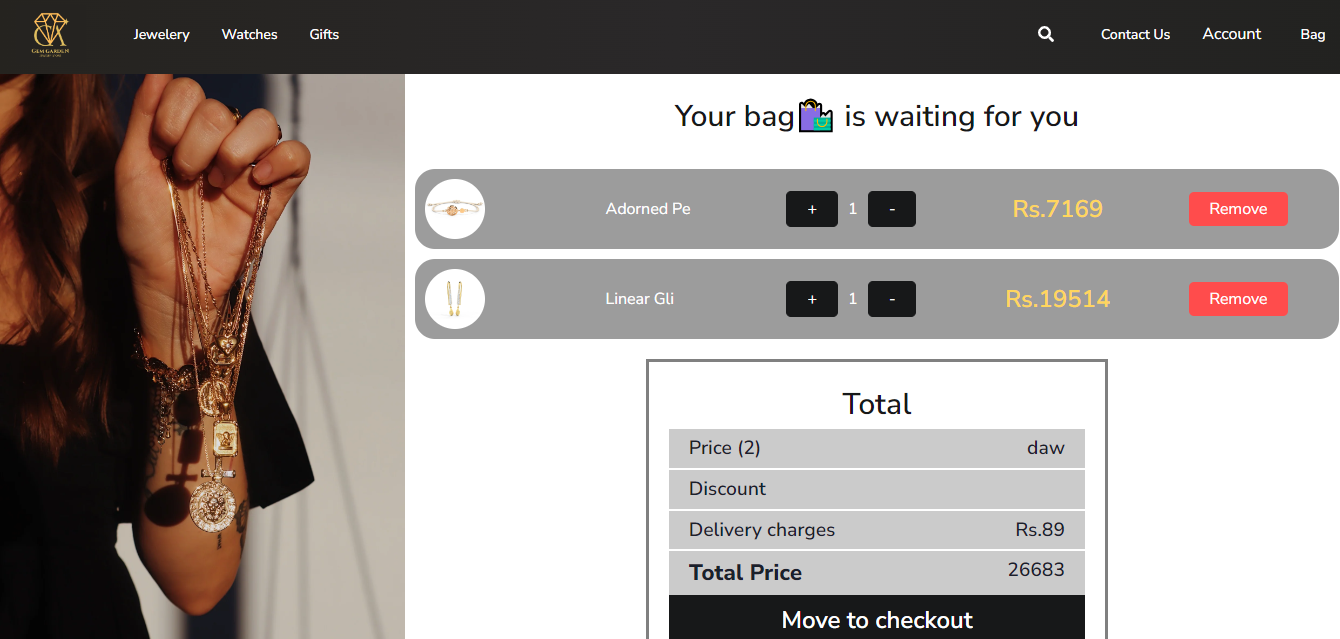 GEM GARDEN
Jewelery Watches Gifts Contact Us Account Bag
Your bag🛍️ is waiting for you
Adorned Pe + 1 - Rs.7169 Remove
Linear Gli + 1 - Rs.19514 Remove
Total
Price (2) daw
Discount
Delivery charges Rs.89
Total Price 26683
Move to checkout